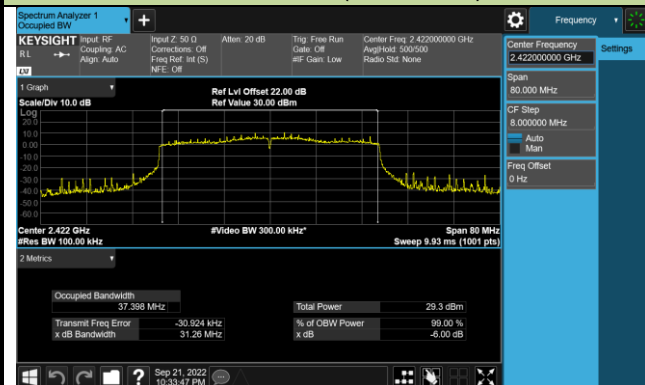 Spectrum Analyzer 1
Occupied BW
+
Frequency
KEYSIGHT
R L
Input: RF
Coupling: AC
Align: Auto
Input Z: 50 Ω
Corrections: Off
Freq Ref: Int (S)
NFE: Off
Atten: 20 dB
Trig: Free Run
Gate: Off
#IF Gain: Low
Center Freq: 2.422000000 GHz
Avg|Hold: 500/500
Radio Std: None
Center Frequency
2.422000000 GHz
Settings
Span
80.000 MHz
CF Step
8.000000 MHz
Auto
Man
Freq Offset
0 Hz
1 Graph
Scale/Div 10.0 dB
Ref Lvl Offset 22.00 dB
Ref Value 30.00 dBm
Log
20.0
10.0
0.00
-10.0
-20.0
-30.0
-40.0
-50.0
-60.0
Center 2.422 GHz
#Video BW 300.00 kHz*
Span 80 MHz
#Res BW 100.00 kHz
Sweep 9.93 ms (1001 pts)
2 Metrics
Occupied Bandwidth
37.398 MHz
Total Power
29.3 dBm
Transmit Freq Error
-30.924 kHz
% of OBW Power
99.00 %
x dB Bandwidth
31.26 MHz
x dB
-6.00 dB
?
Sep 21, 2022
10:33:47 PM